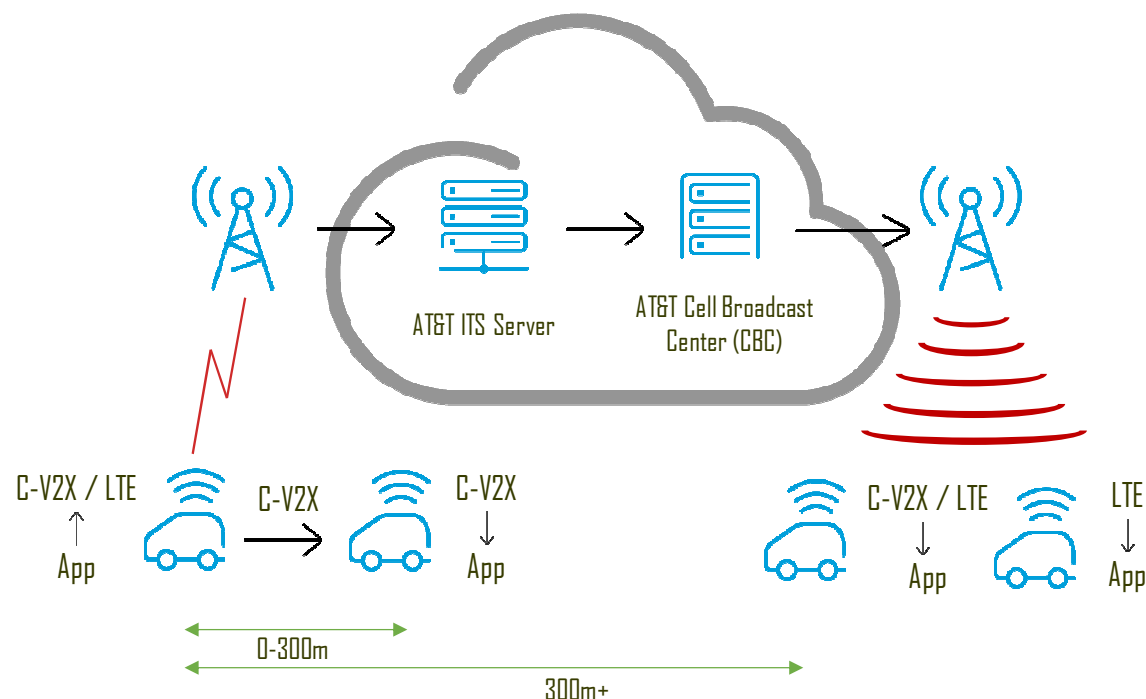 AT&T ITS Server
AT&T Cell Broadcast
Center (CBC)
C-V2X / LTE
App
C-V2X
C-V2X
App
C-V2X / LTE
App
LTE
App
0-300m
300m+